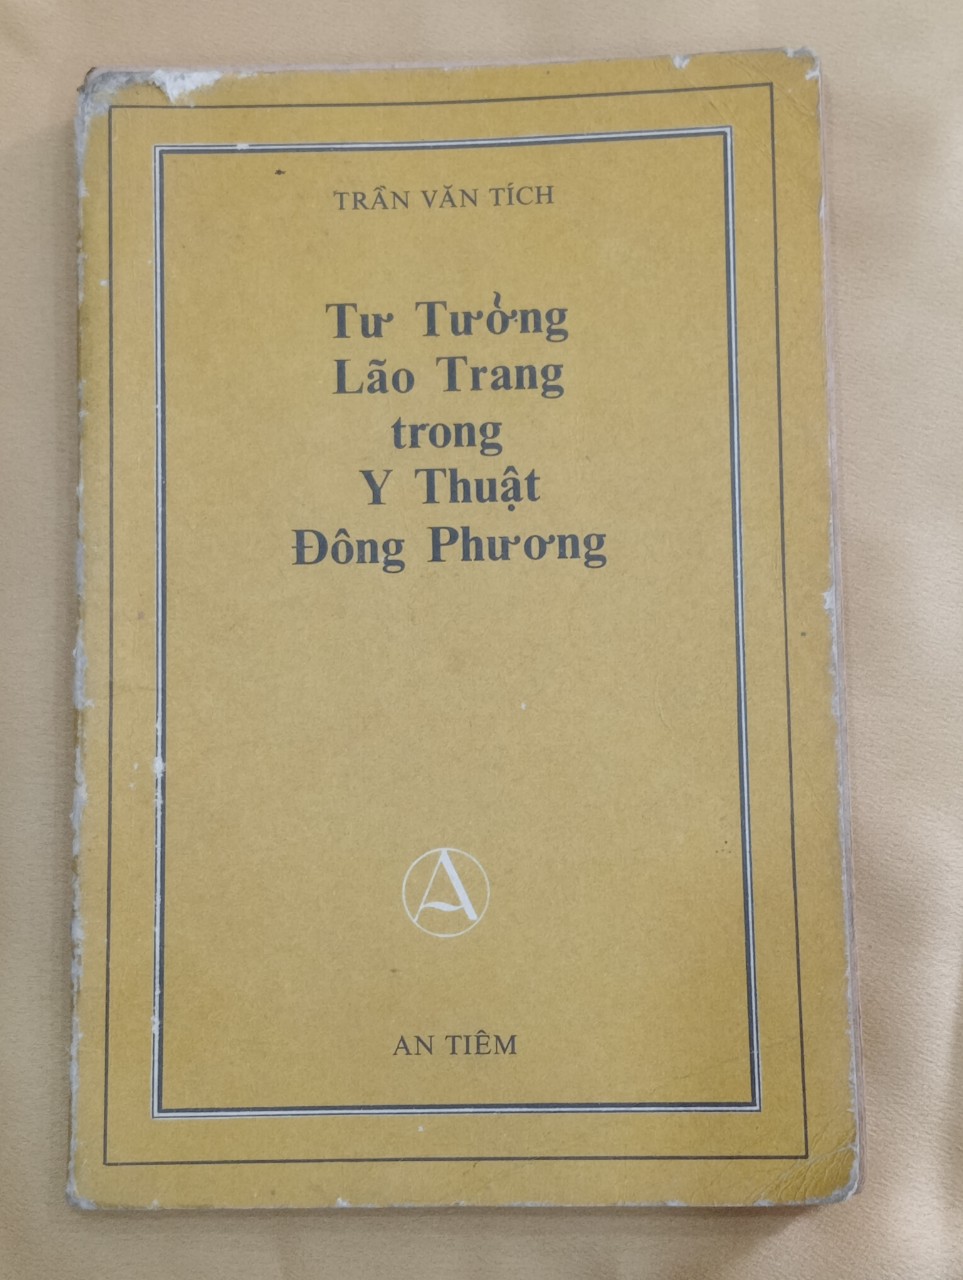 TRẦN VĂN TÍCH
Tư Tưởng
Lão Trang
trong
Y Thuật
Đông Phương
A
AN TIÊM